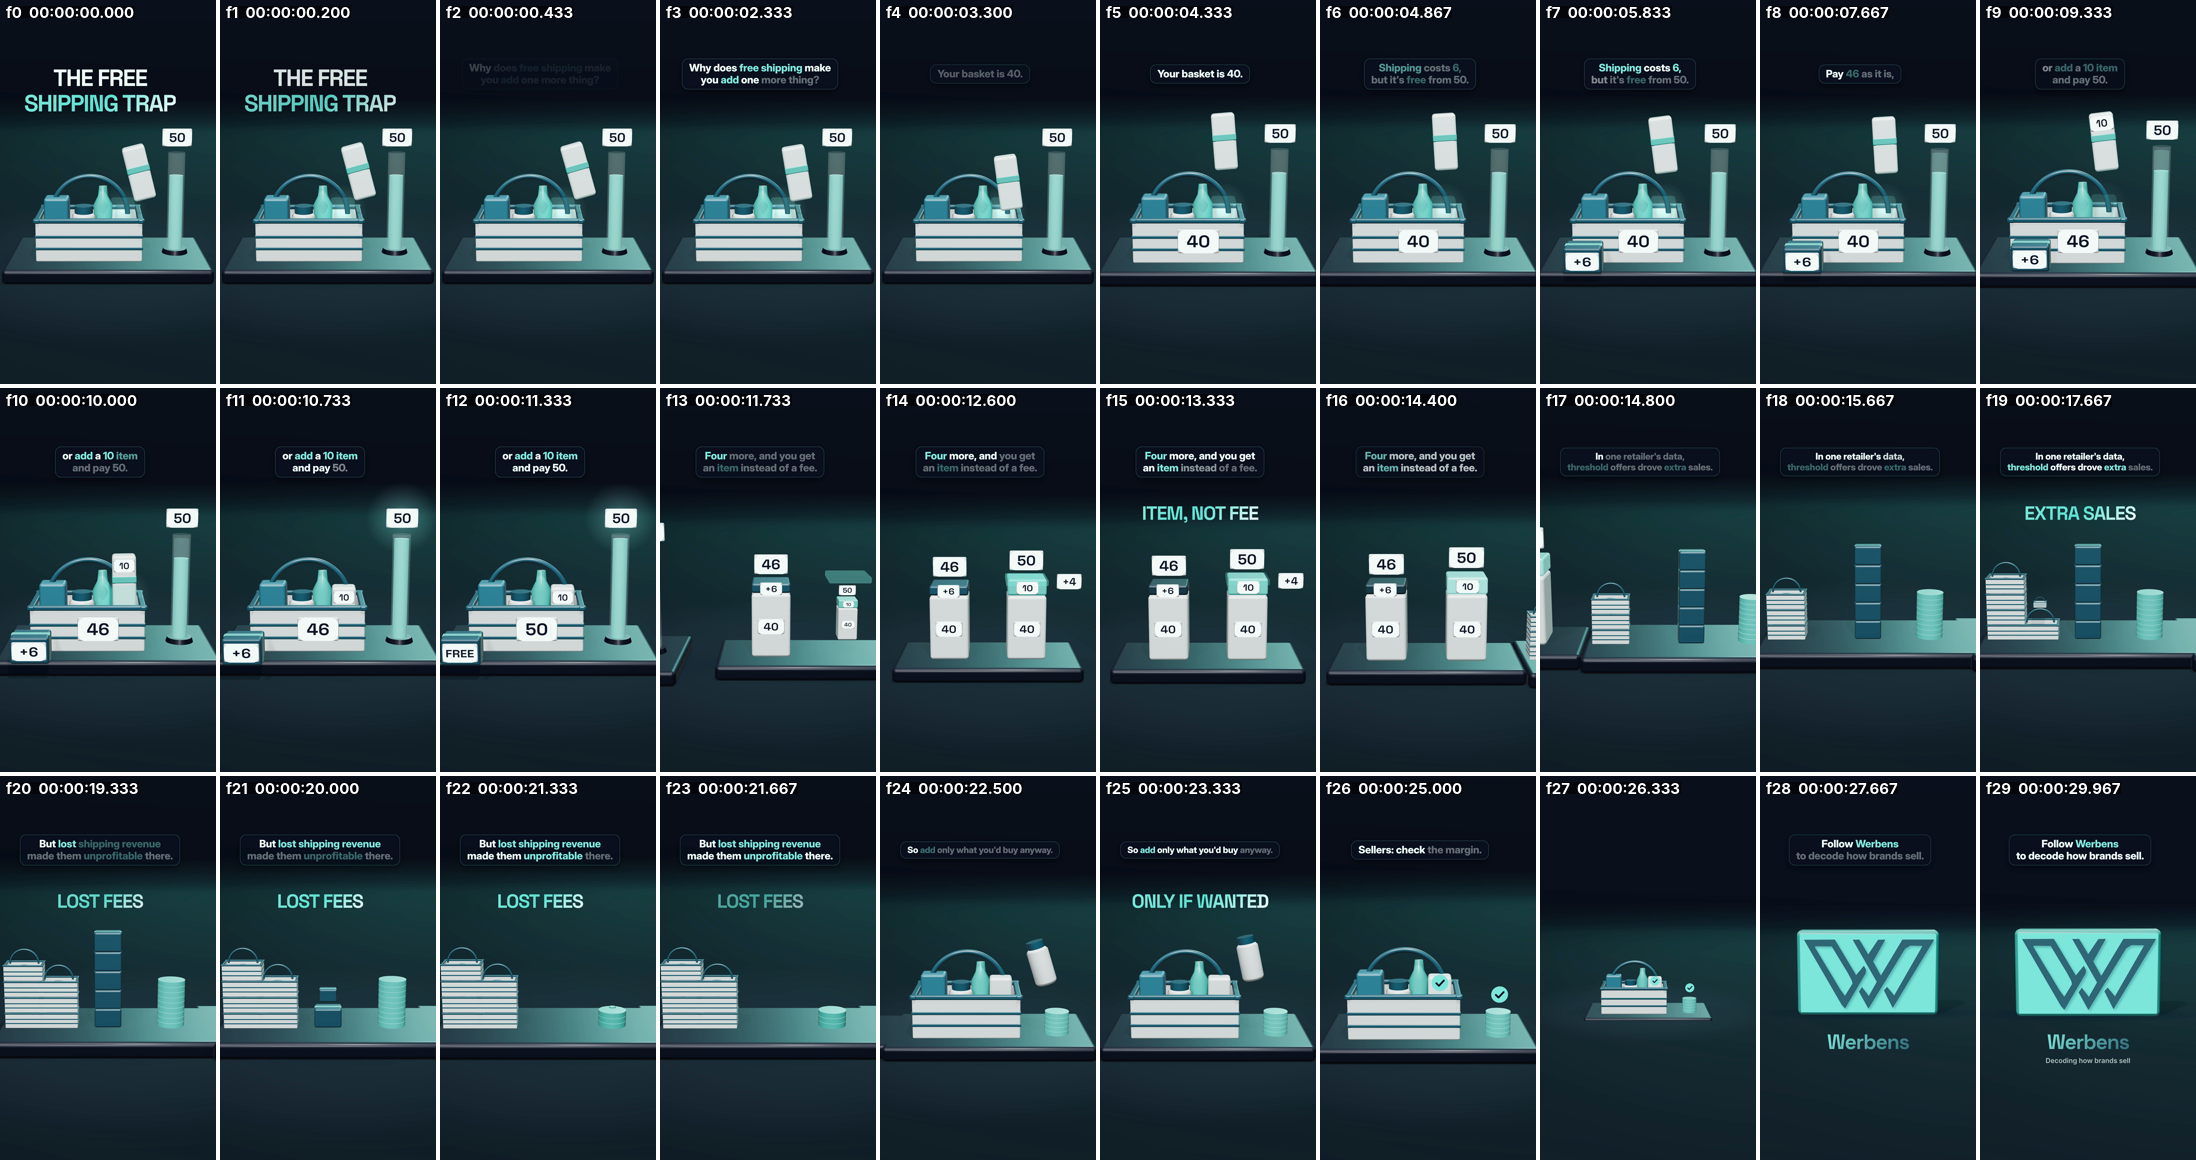 f0 00:00:00.000
THE FREE
SHIPPING TRAP
50
f1 00:00:00.200
THE FREE
SHIPPING TRAP
50
f2 00:00:00.433
Why does free shipping make
you add one more thing?
50
f3 00:00:02.333
Why does free shipping make
you add one more thing?
50
f4 00:00:03.300
Your basket is 40.
50
f5 00:00:04.333
Your basket is 40.
50
40
f6 00:00:04.867
Shipping costs 6,
but it's free from 50.
50
40
f7 00:00:05.833
Shipping costs 6,
but it's free from 50.
50
40
+6
f8 00:00:07.667
Pay 46 as it is,
50
40
+6
f9 00:00:09.333
or add a 10 item
and pay 50.
10
50
46
+6
f10 00:00:10.000
or add a 10 item
and pay 50.
50
10
46
+6
f11 00:00:10.733
or add a 10 item
and pay 50.
50
10
46
+6
f12 00:00:11.333
or add a 10 item
and pay 50.
50
10
50
FREE
f13 00:00:11.733
Four more, and you get
an item instead of a fee.
46
+6
40
50
10
40
f14 00:00:12.600
Four more, and you get
an item instead of a fee.
46
50
+4
+6
10
40
40
f15 00:00:13.333
Four more, and you get
an item instead of a fee.
ITEM, NOT FEE
46
50
+4
+6
10
40
40
f16 00:00:14.400
Four more, and you get
an item instead of a fee.
46
50
+6
10
40
40
f17 00:00:14.800
In one retailer's data,
threshold offers drove extra sales.
f18 00:00:15.667
In one retailer's data,
threshold offers drove extra sales.
f19 00:00:17.667
In one retailer's data,
threshold offers drove extra sales.
EXTRA SALES
f20 00:00:19.333
But lost shipping revenue
made them unprofitable there.
LOST FEES
f21 00:00:20.000
But lost shipping revenue
made them unprofitable there.
LOST FEES
f22 00:00:21.333
But lost shipping revenue
made them unprofitable there.
LOST FEES
f23 00:00:21.667
But lost shipping revenue
made them unprofitable there.
LOST FEES
f24 00:00:22.500
So add only what you'd buy anyway.
f25 00:00:23.333
So add only what you'd buy anyway.
ONLY IF WANTED
f26 00:00:25.000
Sellers: check the margin.
f27 00:00:26.333
f28 00:00:27.667
Follow Werbens
to decode how brands sell.
Werbens
f29 00:00:29.967
Follow Werbens
to decode how brands sell.
Werbens
Decoding how brands sell